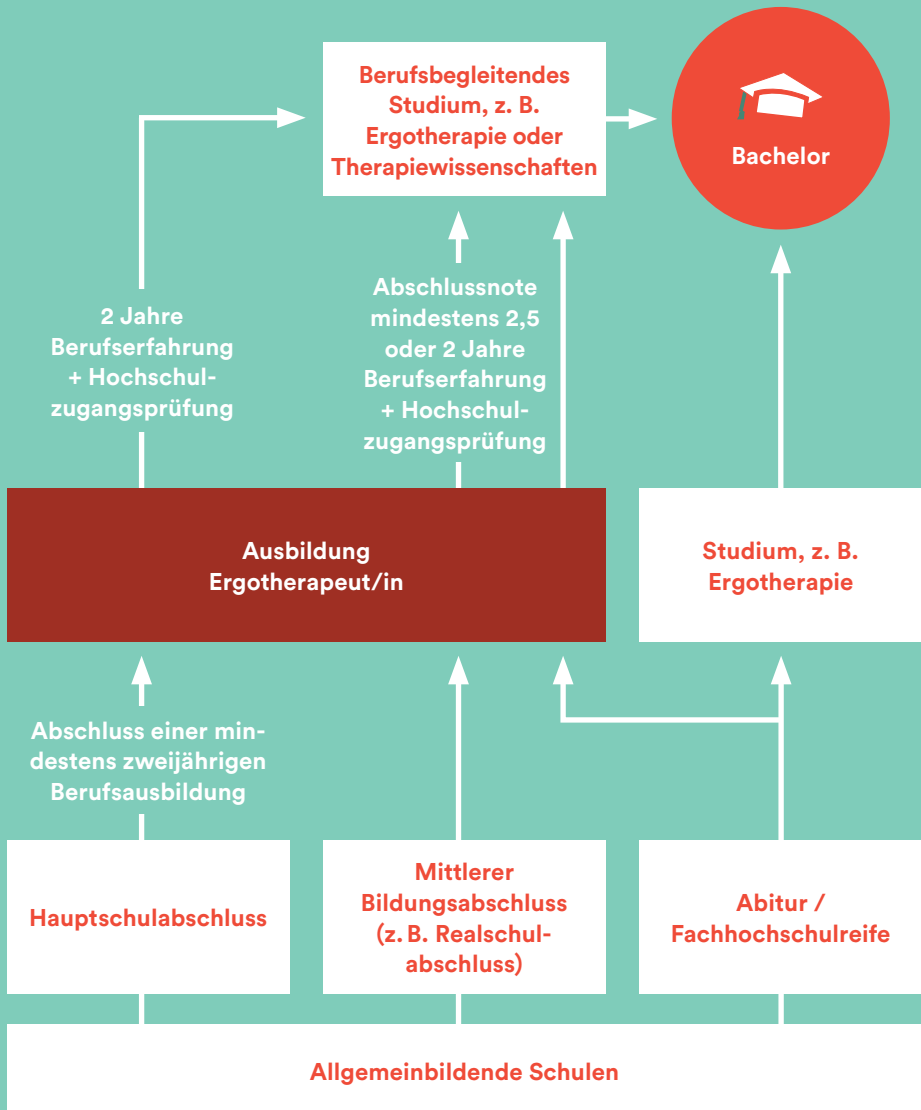 Berufsbegleitendes
Studium, z. B.
Ergotherapie oder
Therapiewissenschaften
Bachelor
2 Jahre
Berufserfahrung
+ Hochschul-
zugangsprüfung
Abschlussnote
mindestens 2,5
oder 2 Jahre
Berufserfahrung
+ Hochschul-
zugangsprüfung
Ausbildung
Ergotherapeut/in
Studium, z. B.
Ergotherapie
Abschluss einer min-
destens zweijährigen
Berufsausbildung
Hauptschulabschluss
Mittlerer
Bildungsabschluss
(z. B. Realschul-
abschluss)
Abitur /
Fachhochschulreife
Allgemeinbildende Schulen